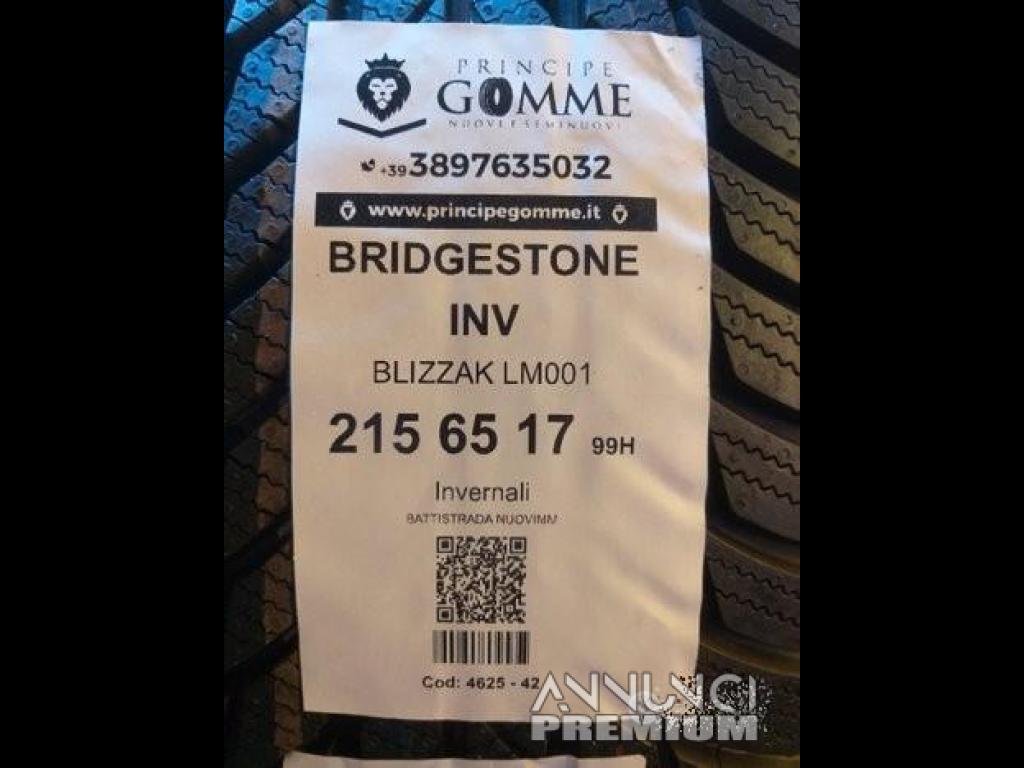 PRINCIPE
GOMME
NUOVI E SEMINUOVI
+39 3897635032
www.principegomme.it
BRIDGESTONE
INV
BLIZZAK LM001
215 65 17 99H
Invernali
BATTISTRADA NUOVIMM
Cod: 4625 - 42
ANNUNCI
PREMIUM